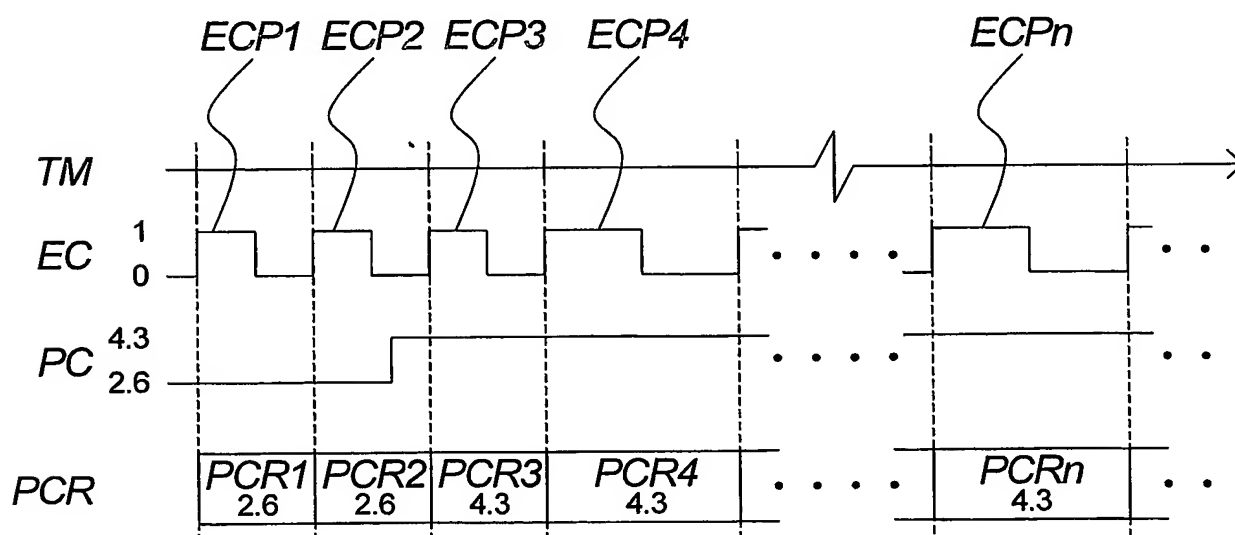 ECP1 ECP2 ECP3 ECP4 ECPn
TM
EC 1
0
PC 4.3
2.6
PCR PCR1 PCR2 PCR3 PCR4 PCRn
2.6 2.6 4.3 4.3 4.3